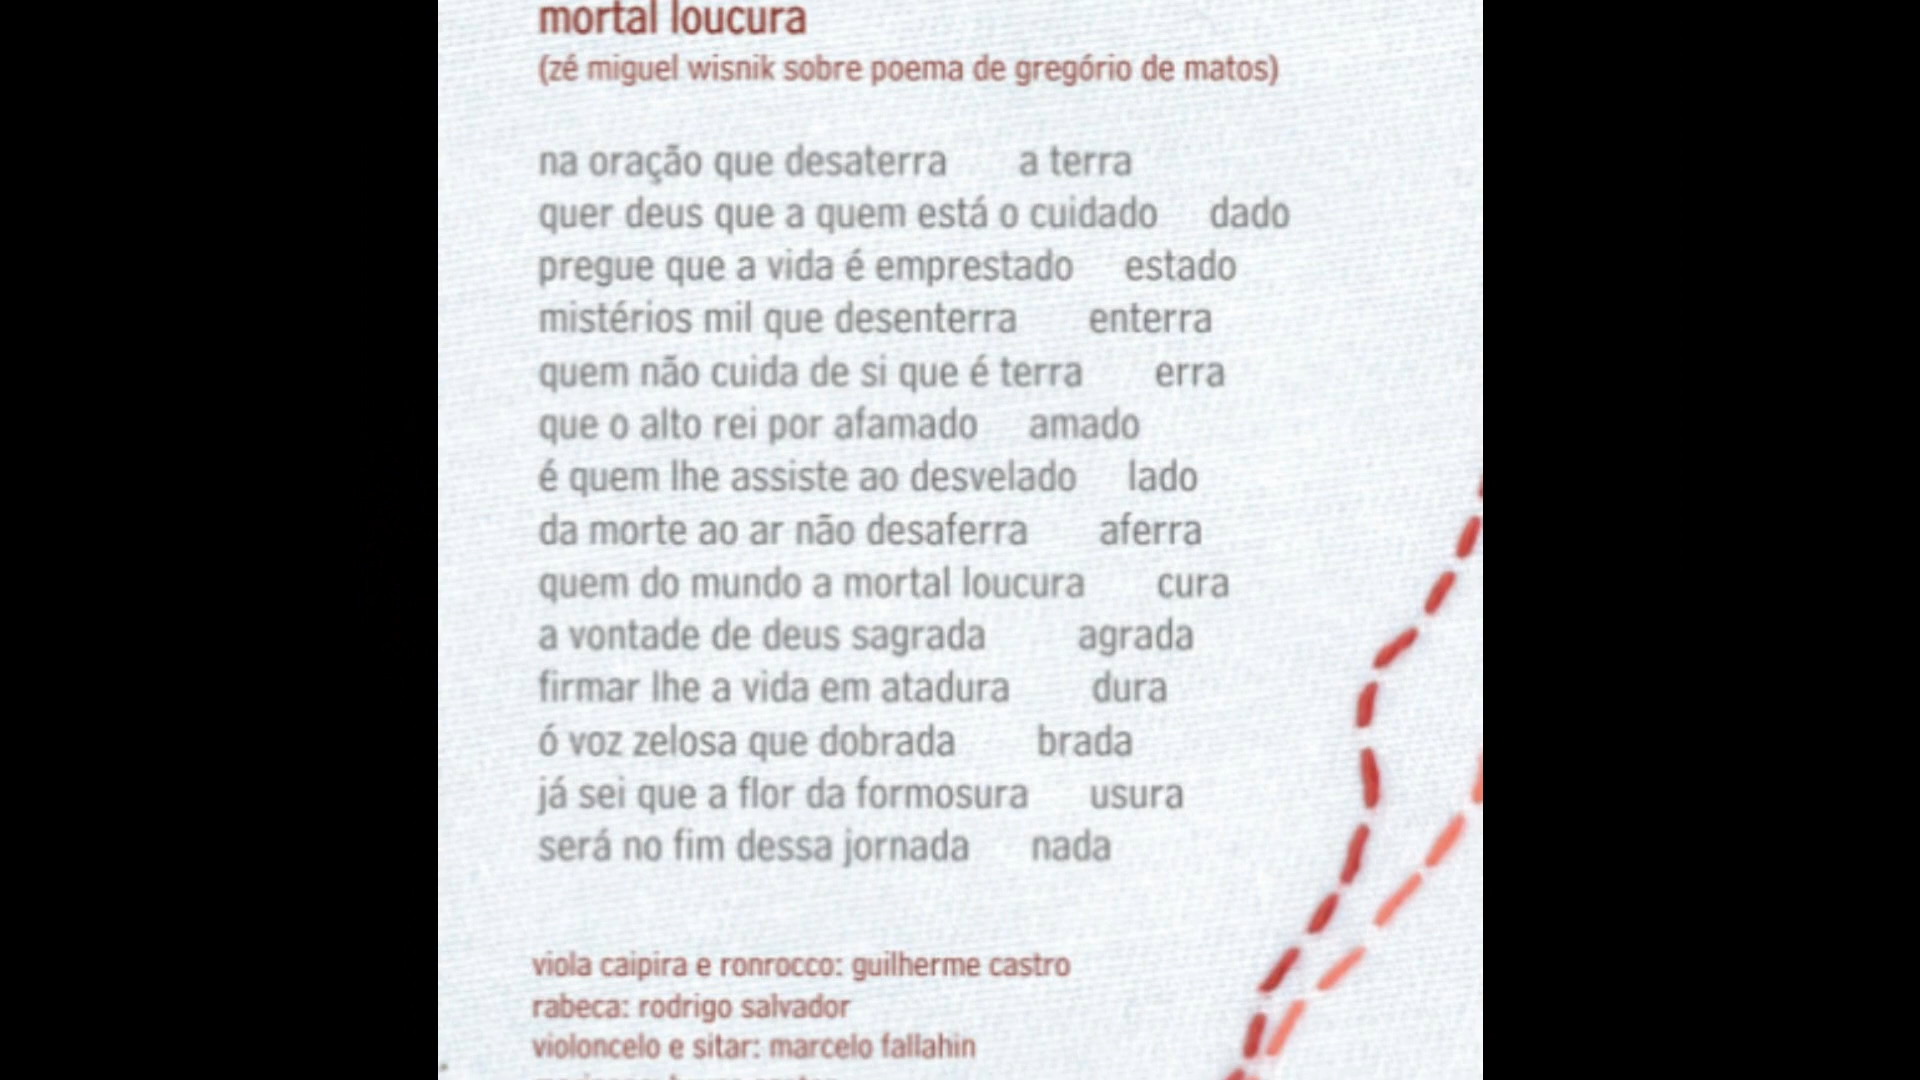 mortal loucura
(zé miguel wisnik sobre poema de gregório de matos)
na oração que desaterra a terra
quer deus que a quem está o cuidado dado
pregue que a vida é emprestado estado
mistérios mil que desenterra enterra
quem não cuida de si que é terra erra
que o alto rei por afamado amado
é quem lhe assiste ao desvelado lado
da morte ao ar não desaferra aferra
quem do mundo a mortal loucura cura
a vontade de deus sagrada agrada
firmar lhe a vida em atadura dura
ó voz zelosa que dobrada brada
já sei que a flor da formosura usura
será no fim dessa jornada nada
viola caipira e ronrocco: guilherme castro
rabeca: rodrigo salvador
violoncelo e sitar: marcelo fallahin